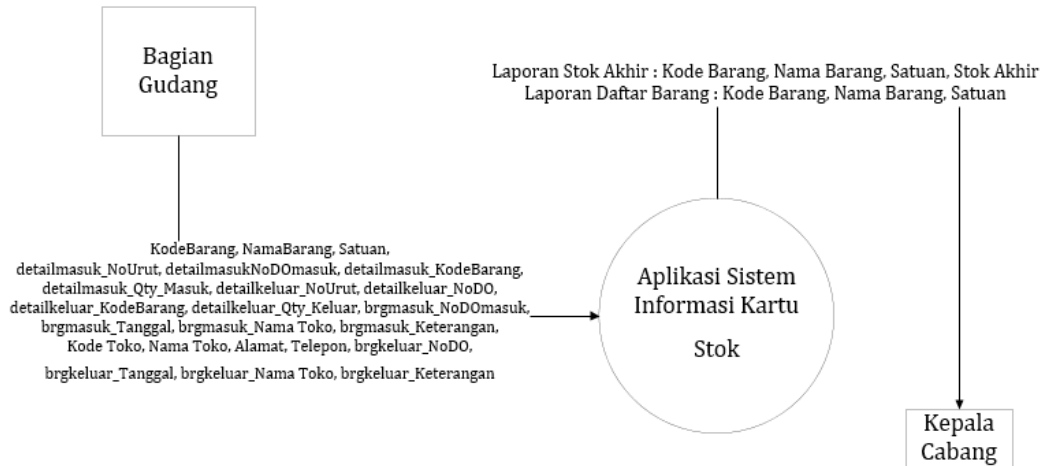 Bagian
Gudang
Laporan Stok Akhir : Kode Barang, Nama Barang, Satuan, Stok Akhir
Laporan Daftar Barang : Kode Barang, Nama Barang, Satuan
KodeBarang, NamaBarang, Satuan,
detailmasuk_NoUrut, detailmasukNoDOmasuk, detailmasuk_KodeBarang,
detailmasuk_Qty_Masuk, detailkeluar_NoUrut, detailkeluar_NoDO,
detailkeluar_KodeBarang, detailkeluar_Qty_Keluar, brgmasuk_NoDOmasuk,
brgmasuk_Tanggal, brgmasuk_Nama Toko, brgmasuk_Keterangan,
Kode Toko, Nama Toko, Alamat, Telepon, brgkeluar_NoDO,
brgkeluar_Tanggal, brgkeluar_Nama Toko, brgkeluar_Keterangan
Aplikasi Sistem
Informasi Kartu
Stok
Kepala
Cabang